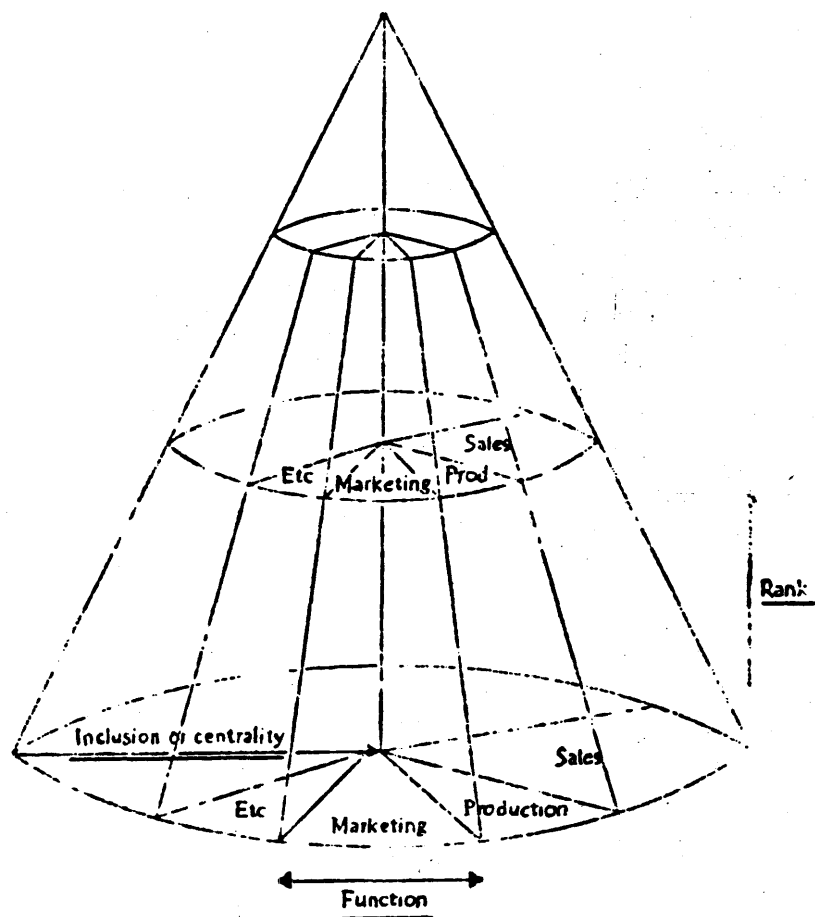 Sales
Etc
Marketing
Prod
Rank
Inclusion or centrality
Sales
Etc
Marketing
Production
Function